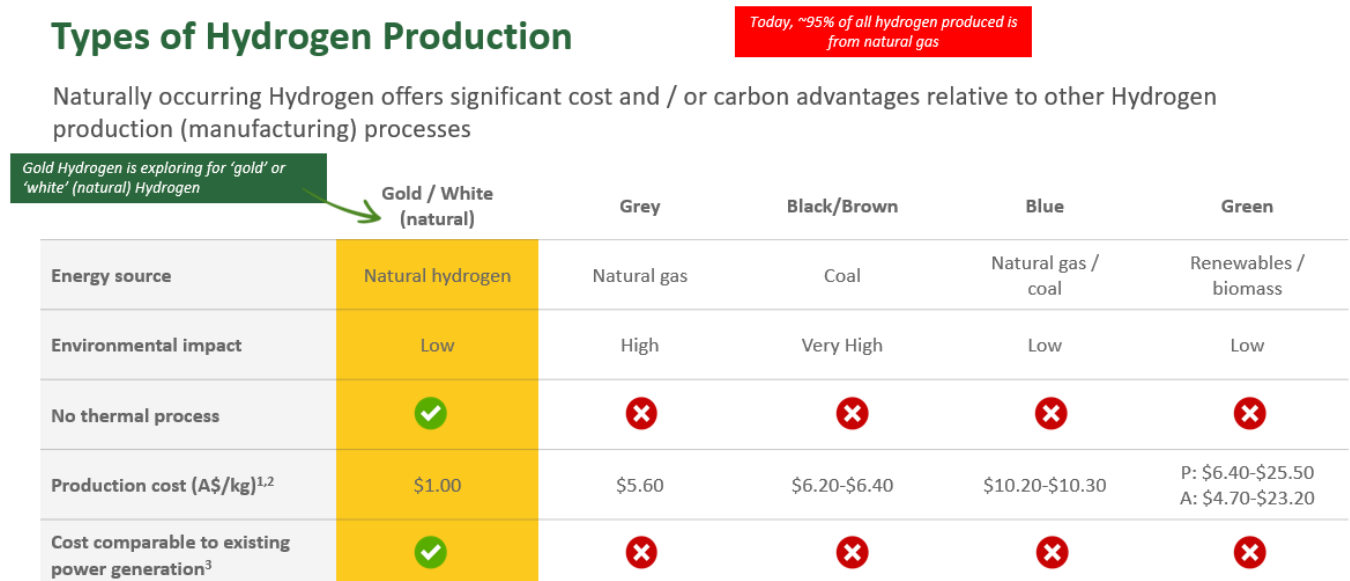 Types of Hydrogen Production
Today, ~95% of all hydrogen produced is
from natural gas
Naturally occurring Hydrogen offers significant cost and / or carbon advantages relative to other Hydrogen
production (manufacturing) processes
Gold Hydrogen is exploring for ‘gold’ or
‘white’ (natural) Hydrogen
Gold / White
(natural)
Grey
Black/Brown
Blue
Green
Energy source
Natural hydrogen
Natural gas
Coal
Natural gas /
coal
Renewables /
biomass
Environmental impact
Low
High
Very High
Low
Low
No thermal process
Production cost (A$/kg)1,2
$1.00
$5.60
$6.20-$6.40
$10.20-$10.30
P: $6.40-$25.50
A: $4.70-$23.20
Cost comparable to existing
power generation3